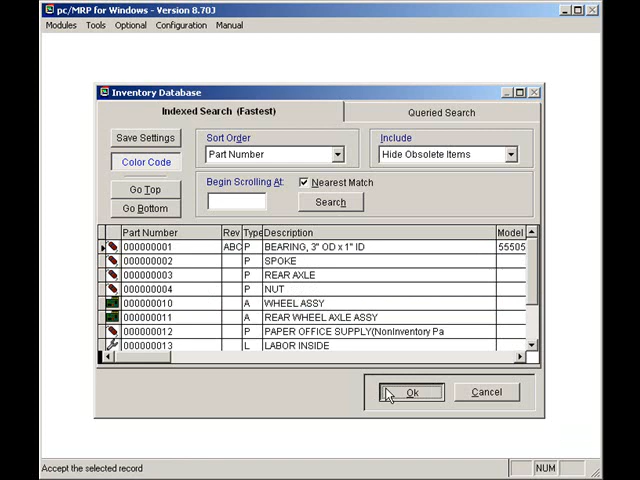 pc/MRP for Windows - Version 8.70J
Modules Tools Optional Configuration Manual
Inventory Database
Indexed Search (Fastest) Queried Search
Save Settings
Color Code
Go Top
Go Bottom
Sort Order
Part Number
Include
Hide Obsolete Items
Begin Scrolling At: Nearest Match
Search
Part Number Rev Type Description Model
000000001 ABC P BEARING, 3" OD x 1" ID 55505
000000002 P SPOKE
000000003 P REAR AXLE
000000004 P NUT
000000010 A WHEEL ASSY
000000011 A REAR WHEEL AXLE ASSY
000000012 P PAPER OFFICE SUPPLY(NonInventory Pa
000000013 L LABOR INSIDE
Ok Cancel
Accept the selected record NUM